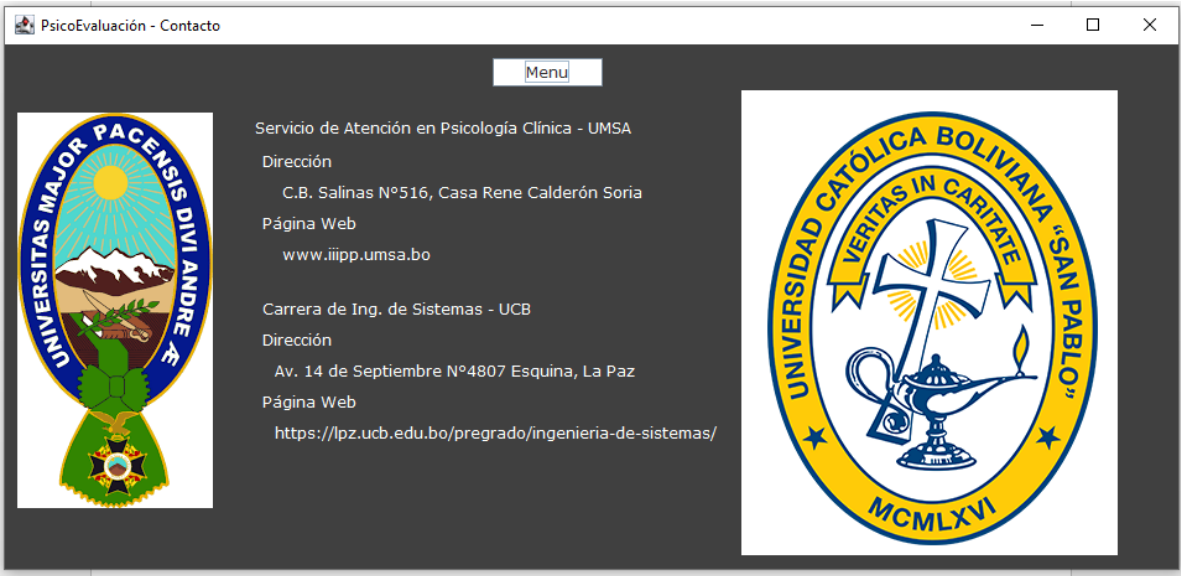 PsicoEvaluación - Contacto
Menu
UNIVERSITAS MAJOR PACENSIS DIVI ANDRE Æ
Servicio de Atención en Psicología Clínica - UMSA
Dirección
C.B. Salinas Nº516, Casa Rene Calderón Soria
Página Web
www.iiipp.umsa.bo
Carrera de Ing. de Sistemas - UCB
Dirección
Av. 14 de Septiembre Nº4807 Esquina, La Paz
Página Web
https://lpz.ucb.edu.bo/pregrado/ingenieria-de-sistemas/
UNIVERSIDAD CATÓLICA BOLIVIANA “SAN PABLO”
VERITAS IN CARITATE
MCMLXVI